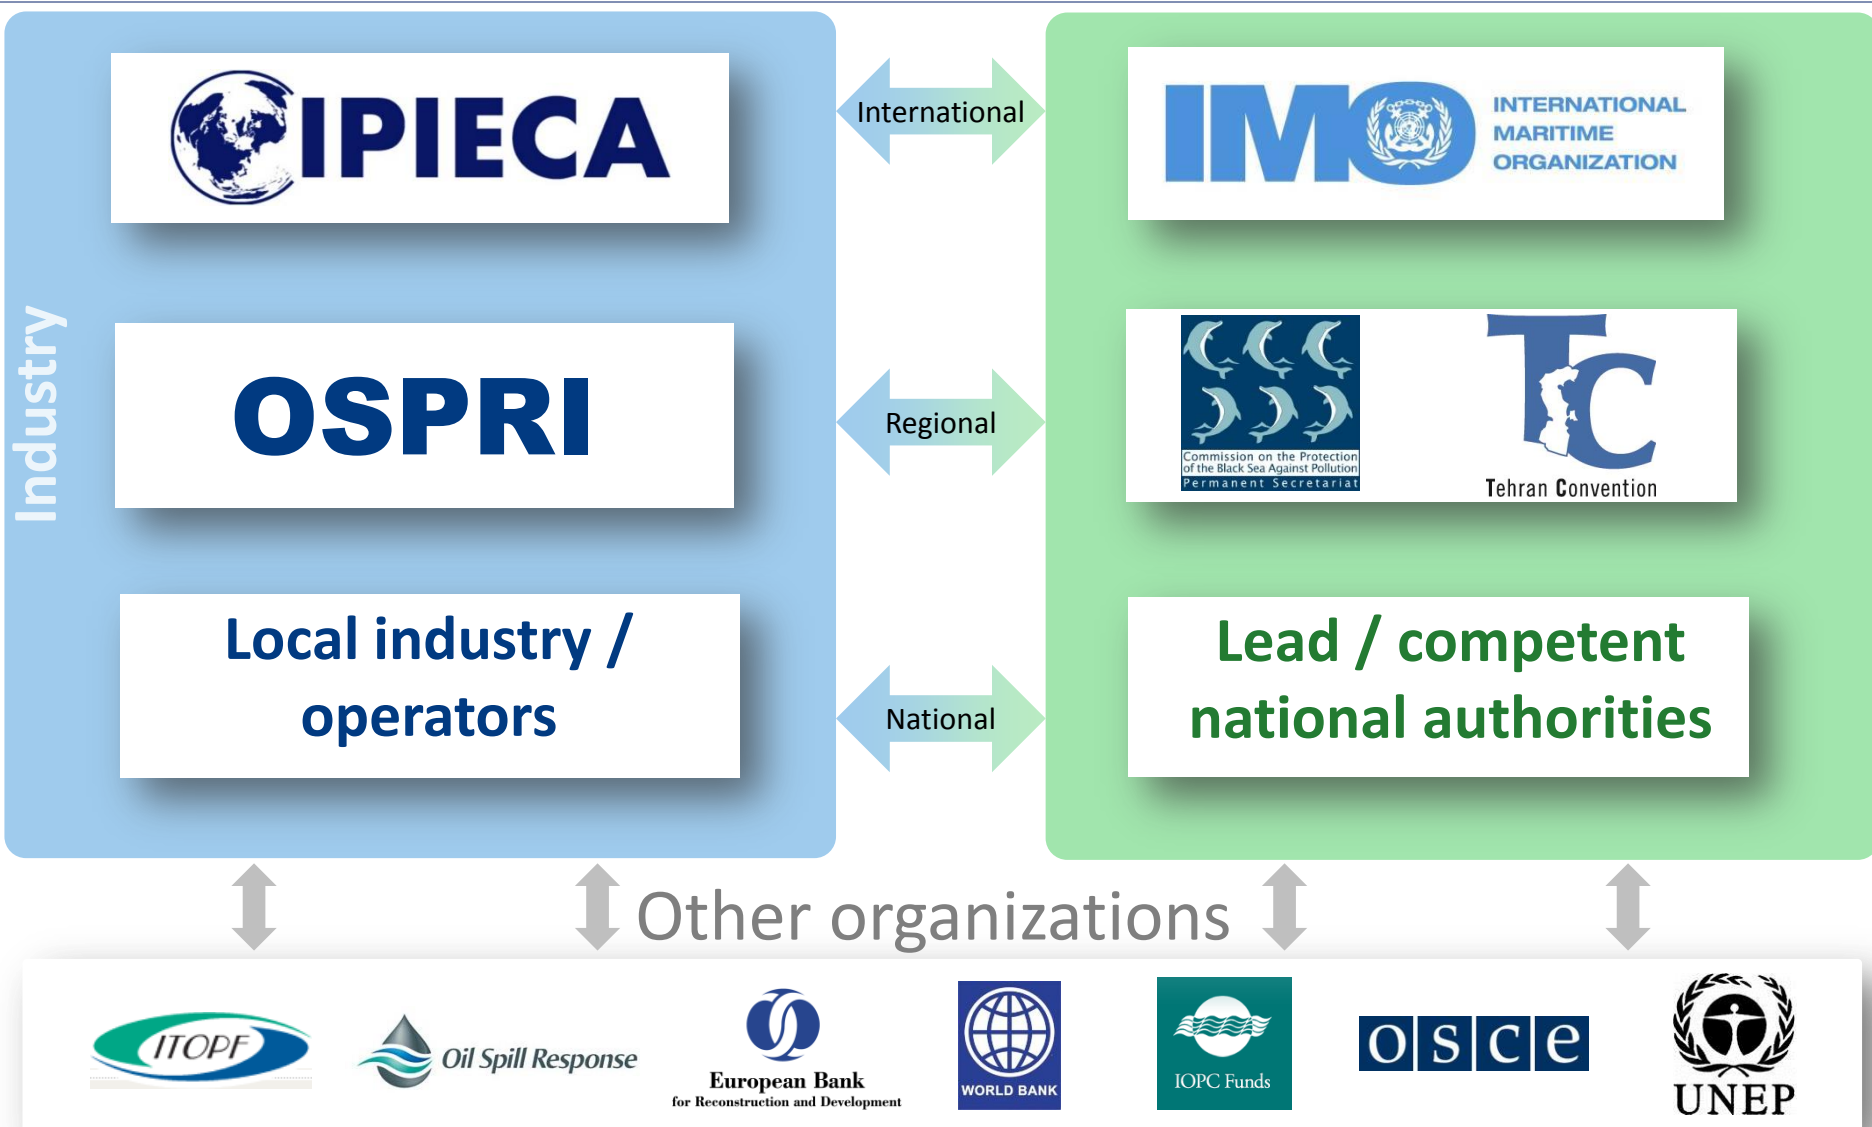 IPIECA
International
IMO
INTERNATIONAL
MARITIME
ORGANIZATION
Industry
OSPRI
Regional
Commission on the Protection
of the Black Sea Against Pollution
Permanent Secretariat
TC
Tehran Convention
Local industry /
operators
National
Lead / competent
national authorities
Other organizations
ITOPF
Oil Spill Response
European Bank
for Reconstruction and Development
WORLD BANK
IOPC Funds
osce
UNEP